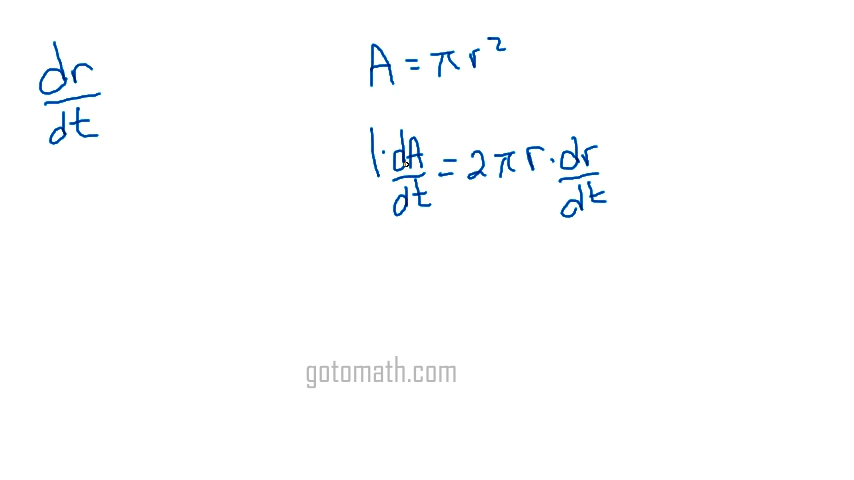 dr/dt
A = πr²
1·dA/dt = 2πr·dr/dt
gotomath.com